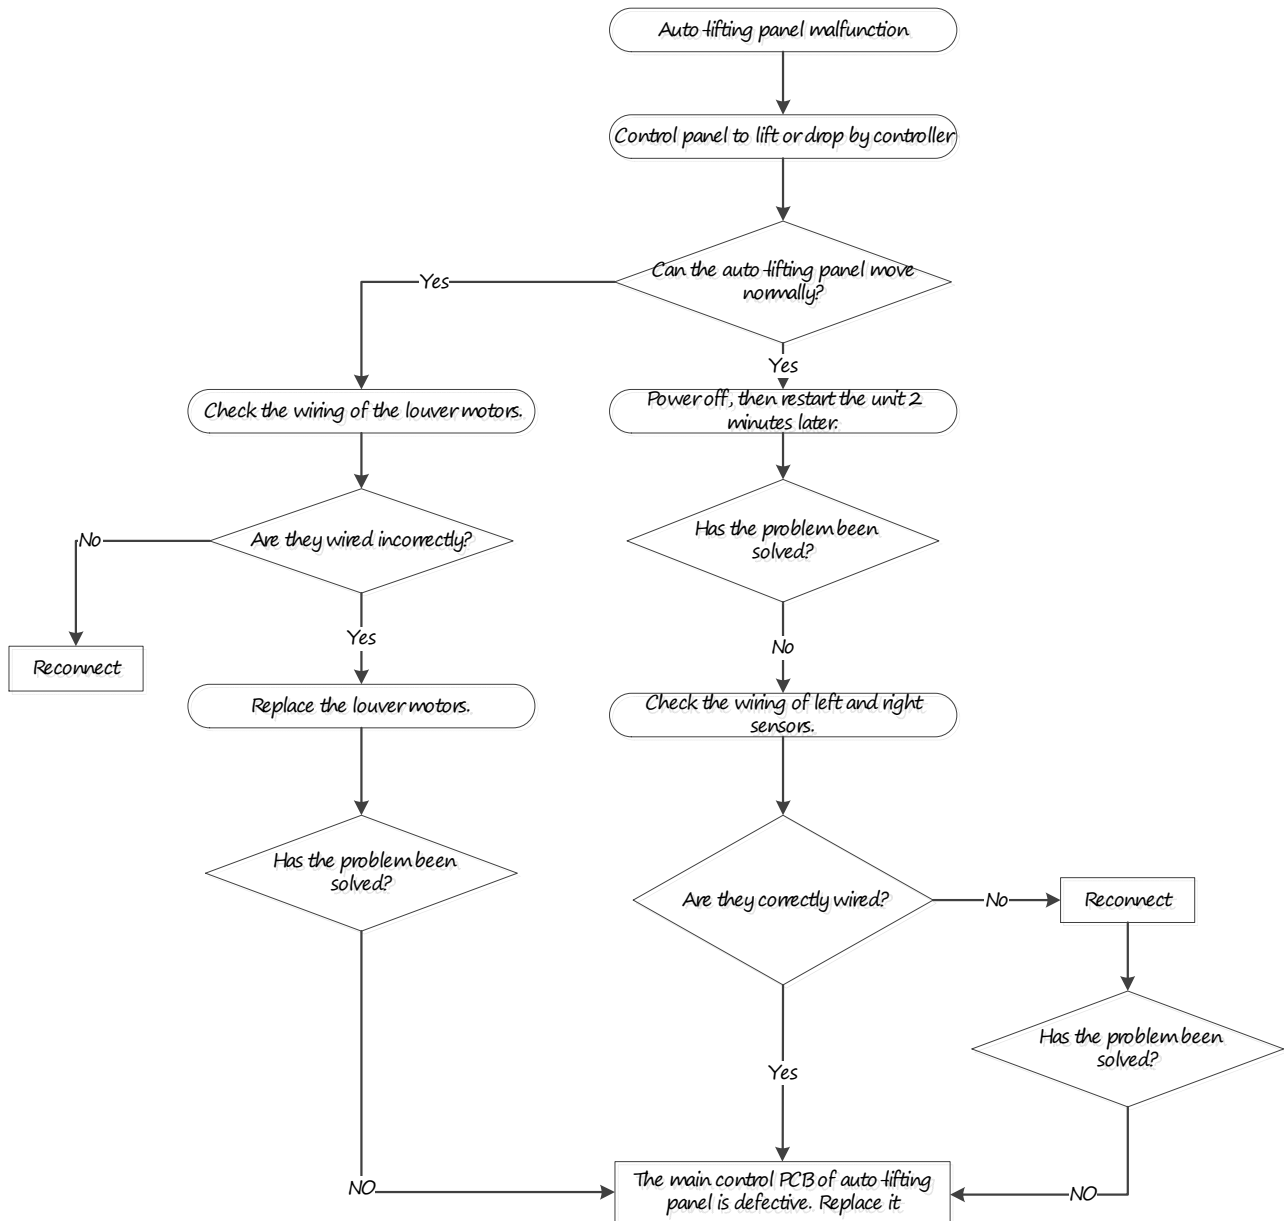 Auto-lifting panel malfunction
Control panel to lift or drop by controller
Can the auto-lifting panel move
normally?
Yes
Yes
Check the wiring of the louver motors.
Power off, then restart the unit 2
minutes later.
Are they wired incorrectly?
No
Has the problem been
solved?
Yes
No
Reconnect
Replace the louver motors.
Check the wiring of left and right
sensors.
Has the problem been
solved?
Are they correctly wired?
No
Reconnect
Has the problem been
solved?
Yes
NO
The main control PCB of auto-lifting
panel is defective. Replace it
NO